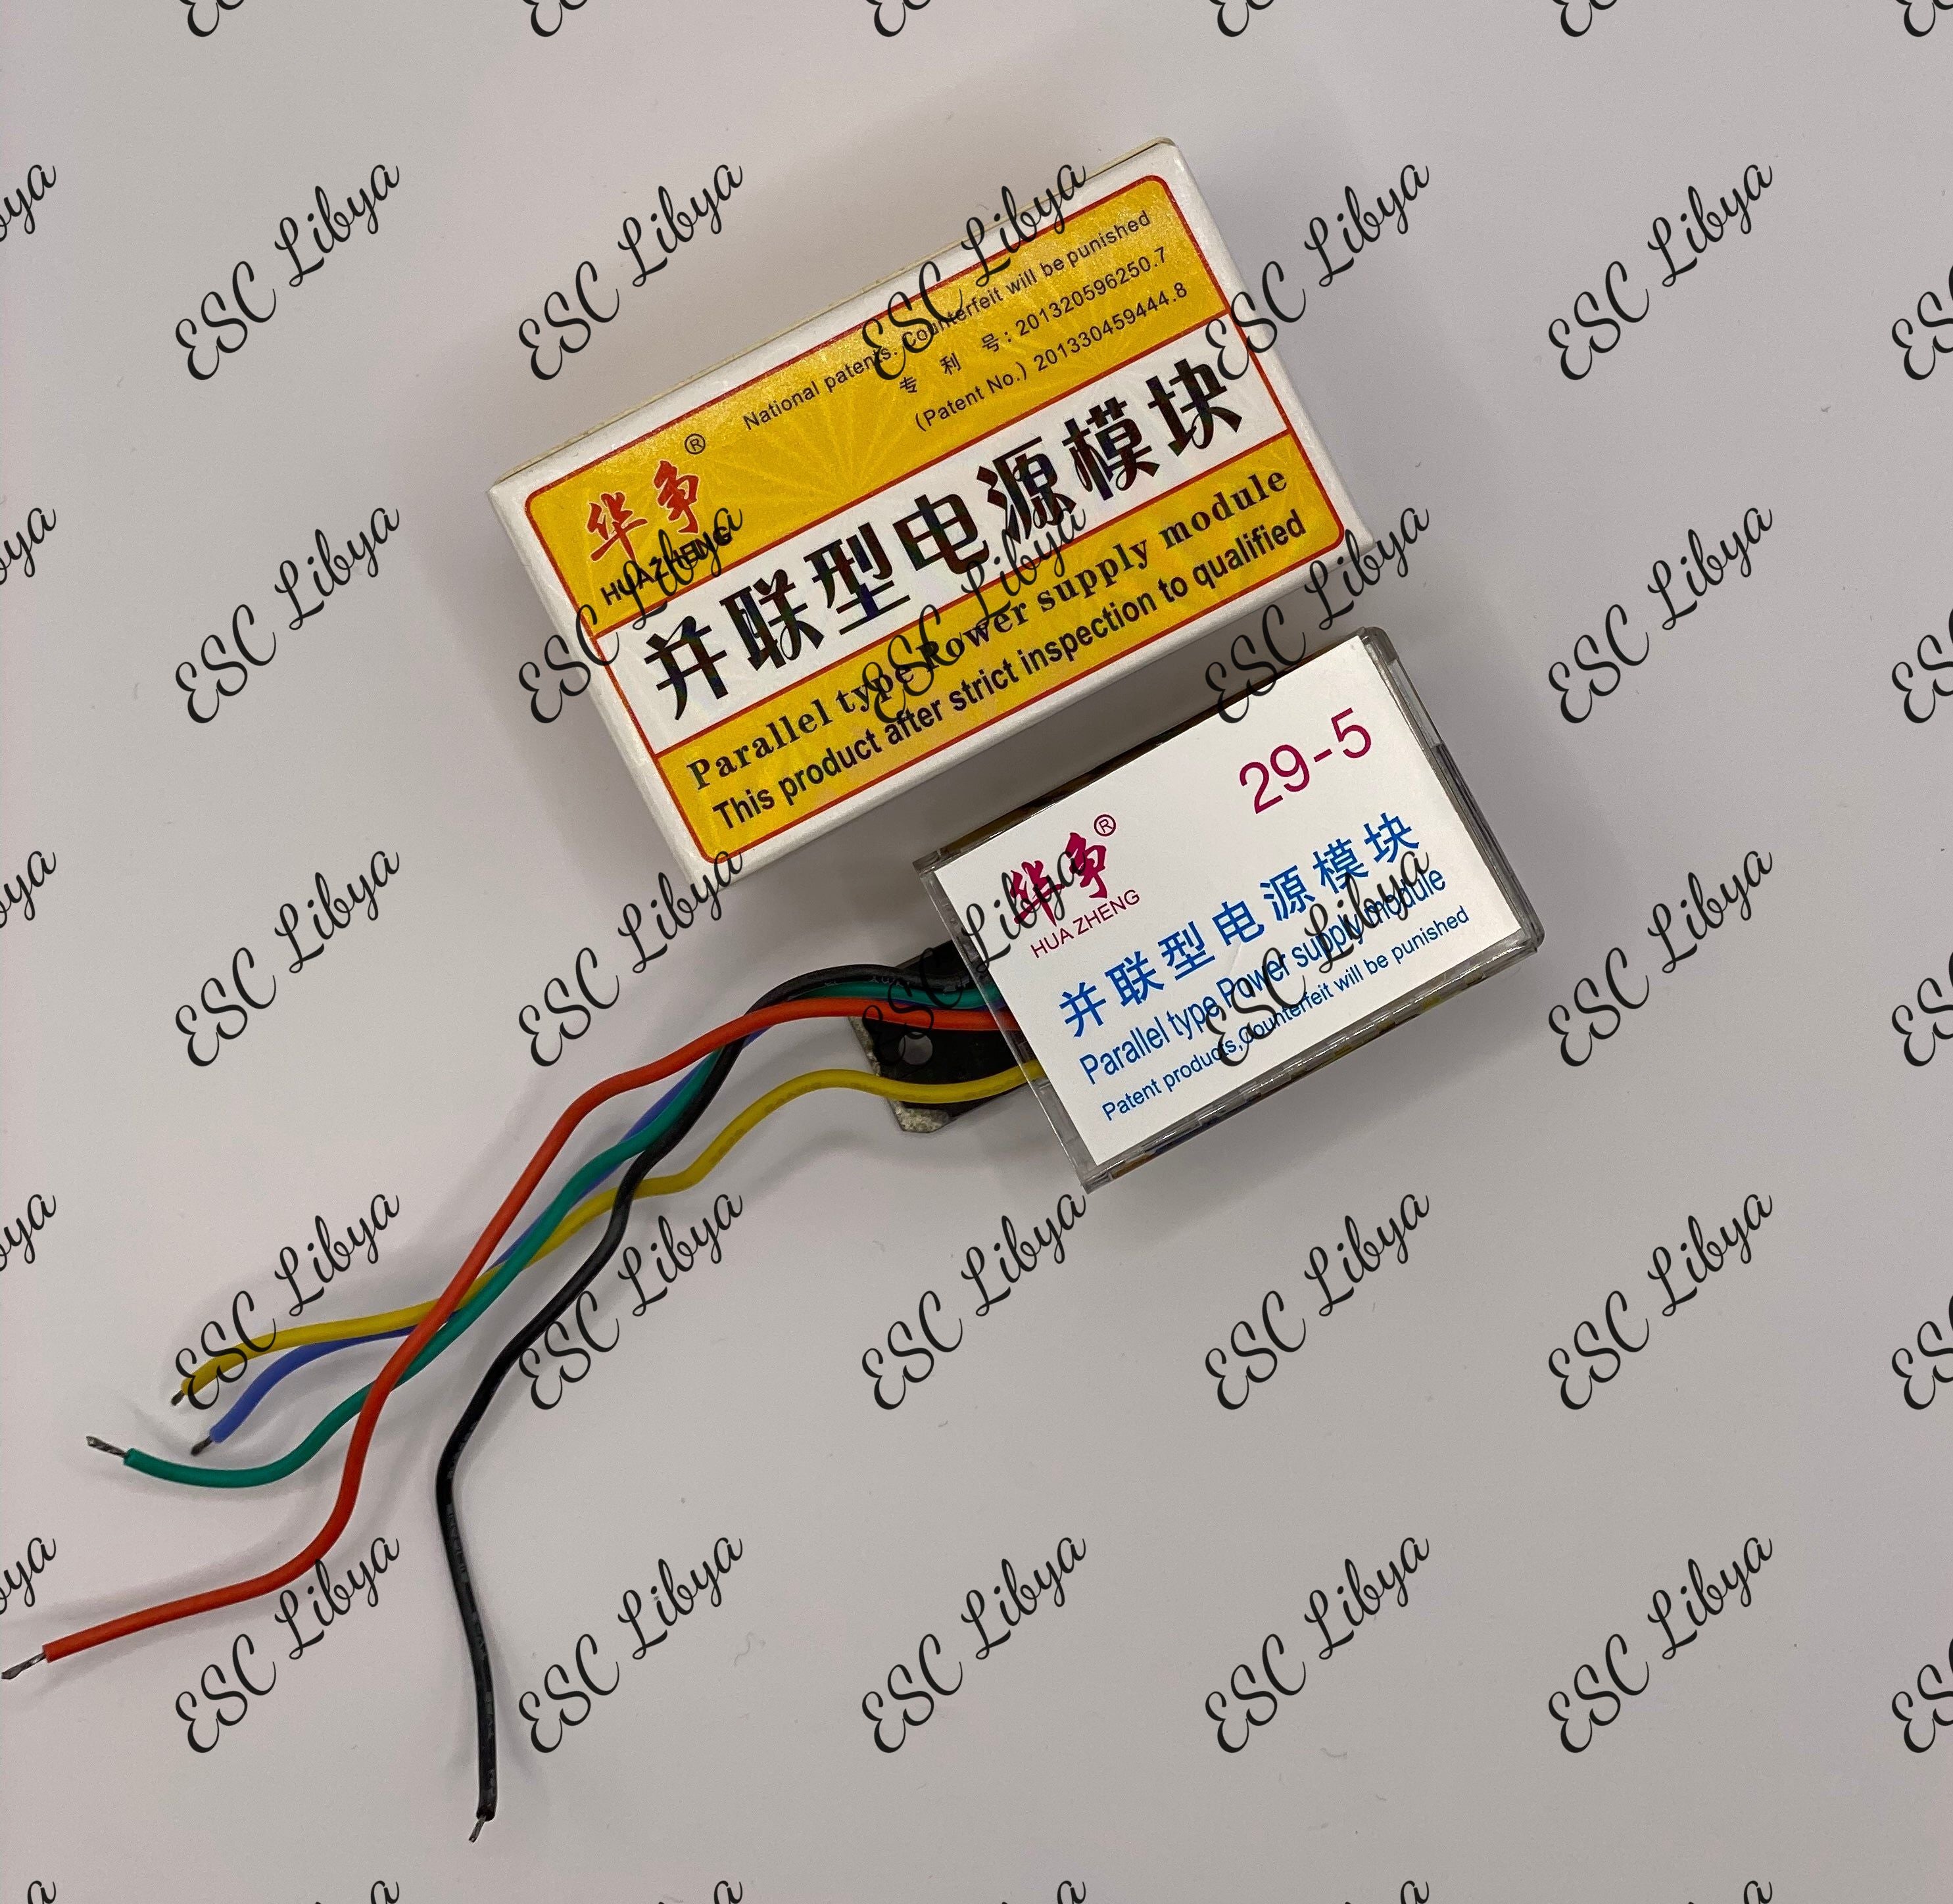 National patents. Counterfeit will be punished
专 利 号: 201320596250.7
(Patent No.) 201330459444.8
华争®
HUAZHENG
并联型电源模块
Parallel type Power supply module
This product after strict inspection to qualified
29-5
华争®
HUA ZHENG
并联型电源模块
Parallel type Power supply module
Patent products,Counterfeit will be punished
ESC Libya